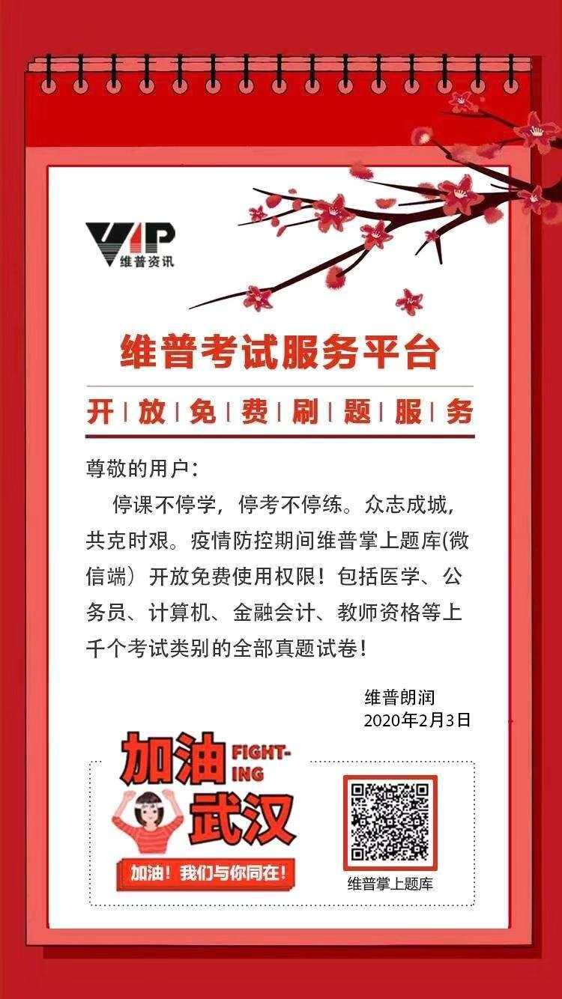 VIP
维普资讯
维普考试服务平台
开|放|免|费|刷|题|服|务
尊敬的用户：
停课不停学，停考不停练。众志成城，
共克时艰。疫情防控期间维普掌上题库(微
信端）开放免费使用权限！包括医学、公
务员、计算机、金融会计、教师资格等上
千个考试类别的全部真题试卷！
维普朗润
2020年2月3日
加油 FIGHT-
ING
武汉
加油！我们与你同在！
维普掌上题库